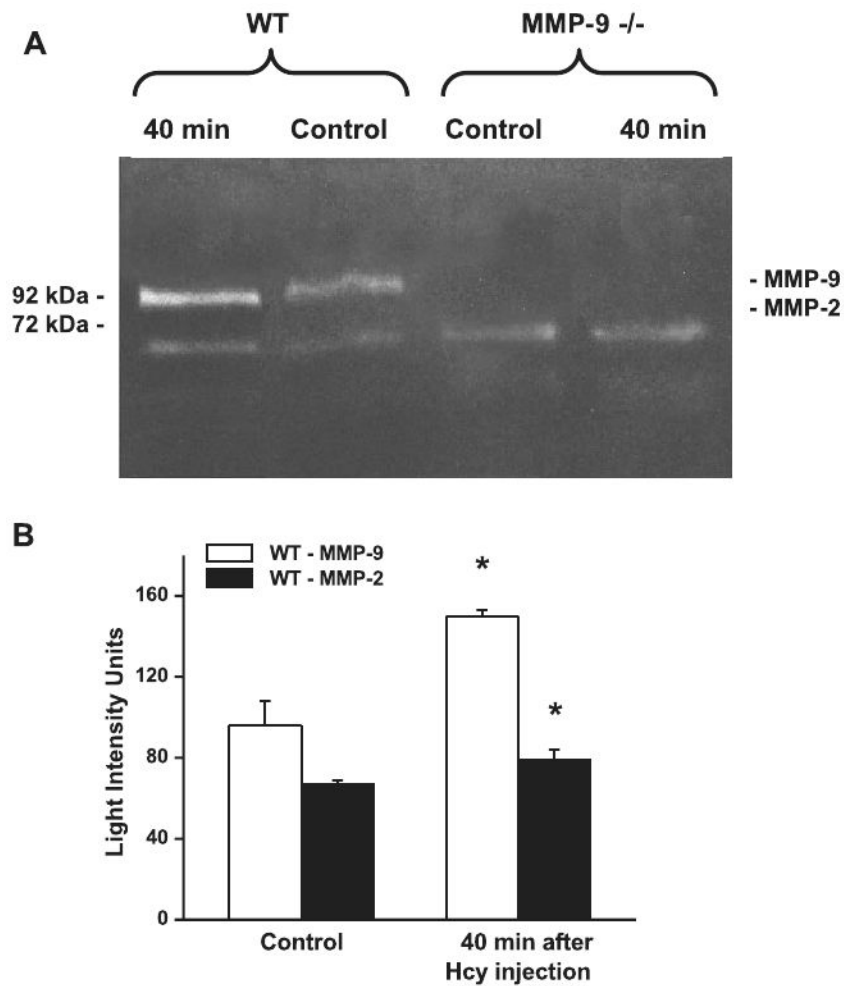 A
WT MMP-9 -/-
40 min Control Control 40 min
92 kDa - - MMP-9
72 kDa - - MMP-2
B
WT - MMP-9
WT - MMP-2
Light Intensity Units
160
120
80
40
0
* *
Control 40 min after
Hcy injection